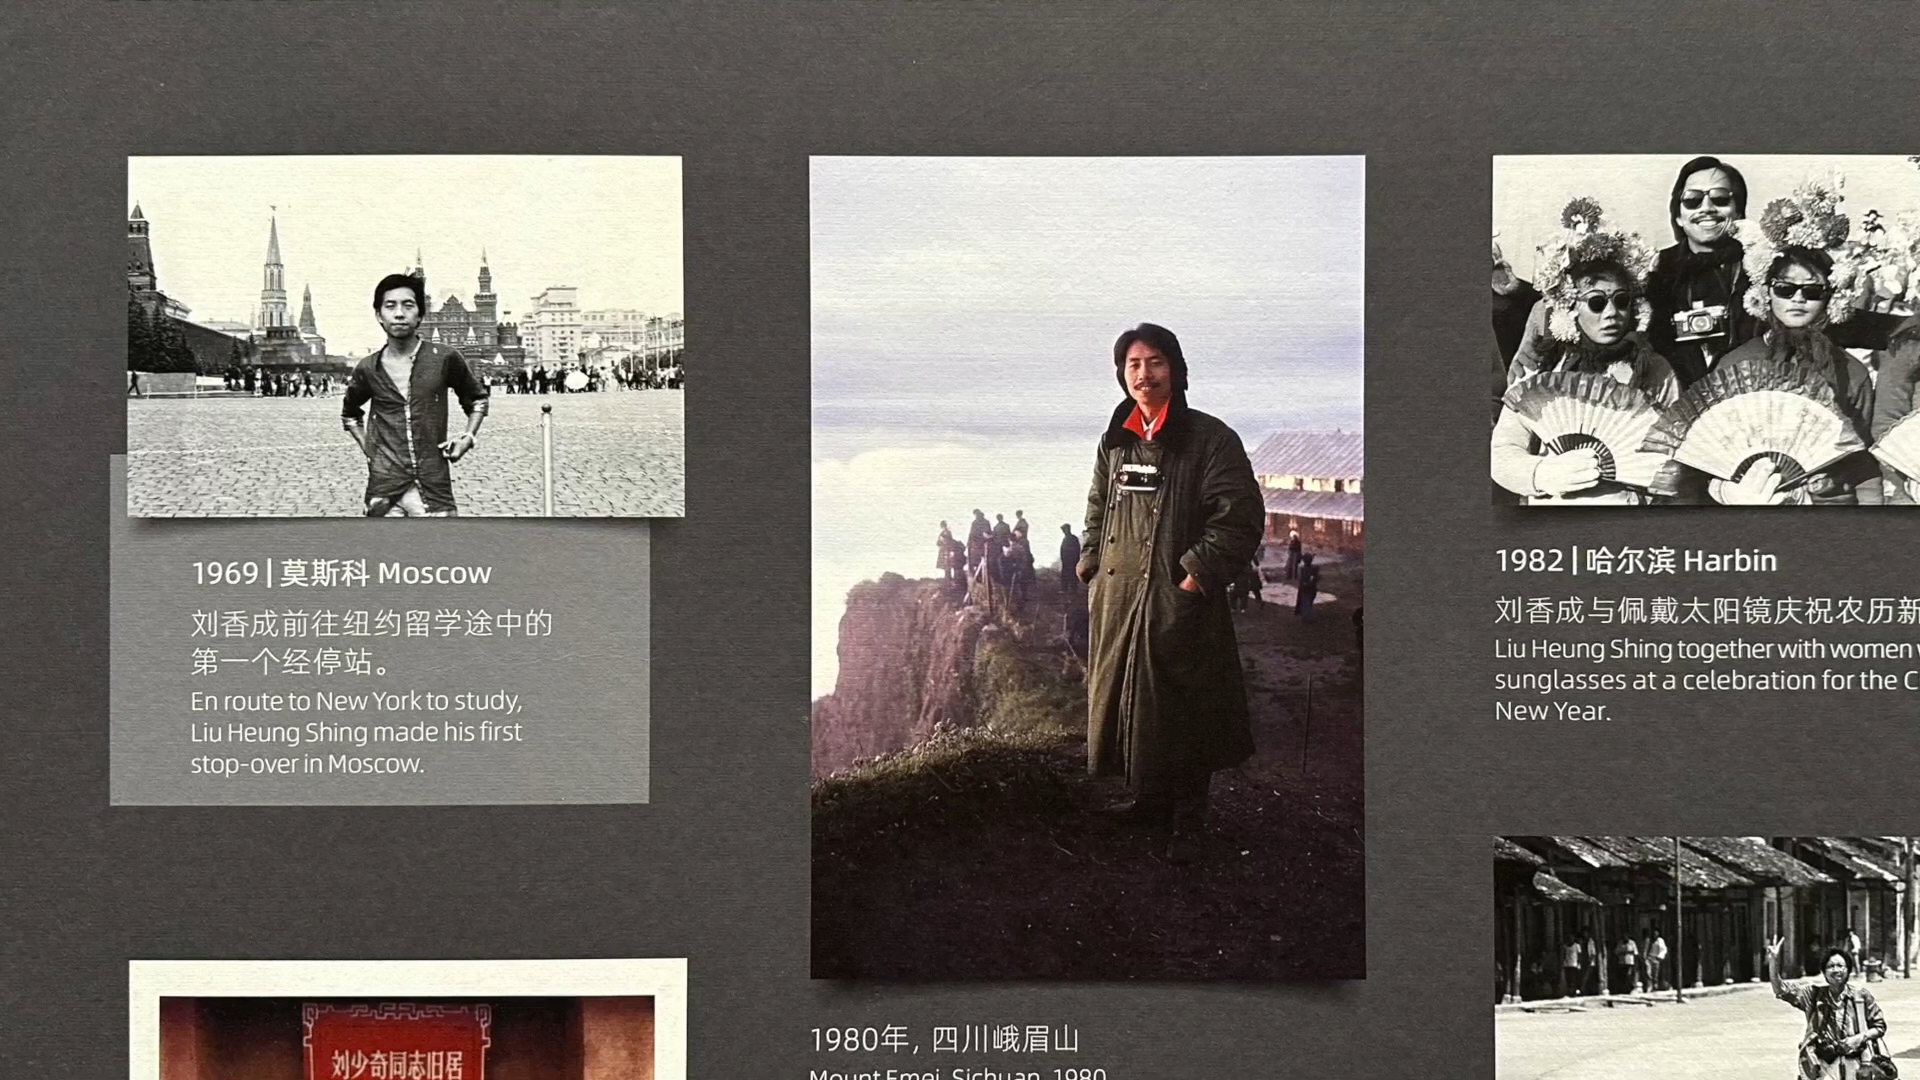 1969 | 莫斯科 Moscow
刘香成前往纽约留学途中的
第一个经停站。
En route to New York to study,
Liu Heung Shing made his first
stop-over in Moscow.
刘少奇同志旧居
1980年, 四川峨眉山
Mount Emei, Sichuan, 1980
1982 | 哈尔滨 Harbin
刘香成与佩戴太阳镜庆祝农历新
Liu Heung Shing together with women
sunglasses at a celebration for the C
New Year.